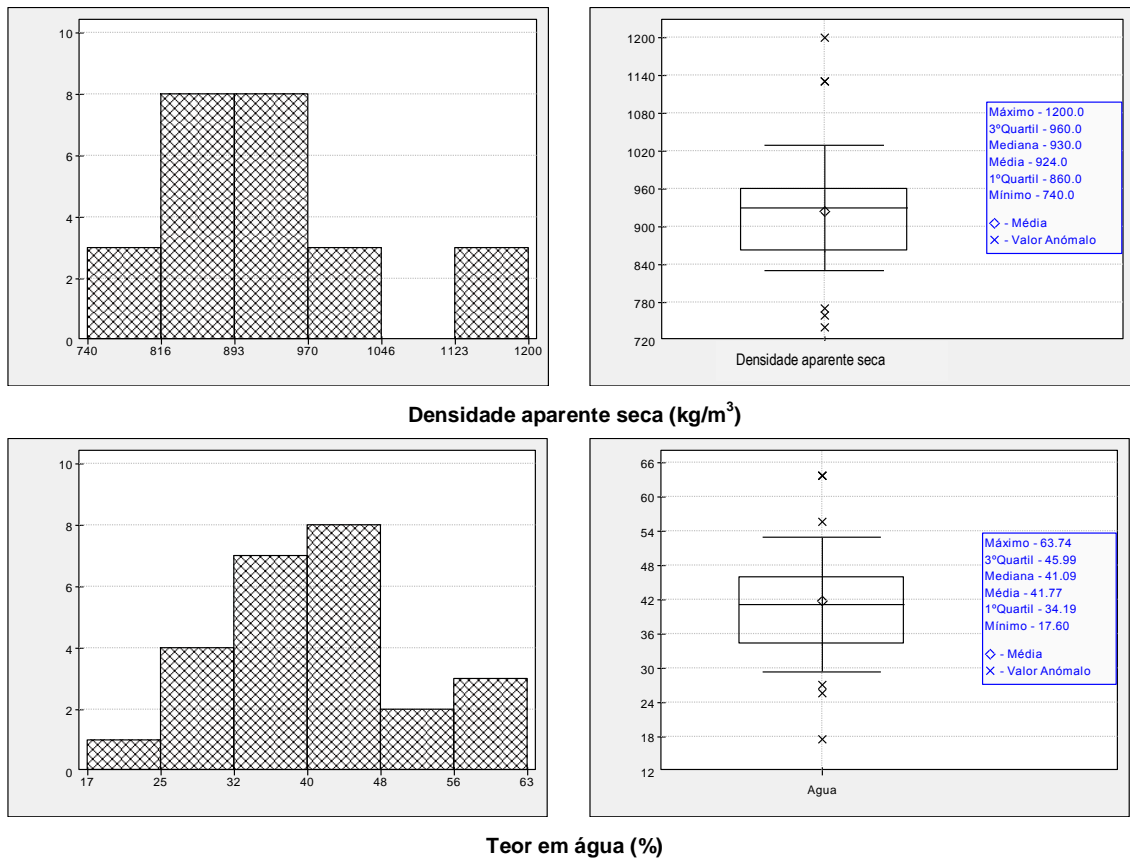 10
8
6
4
2
0
740 816 893 970 1046 1123 1200
1200
1140
1080
1020
960
900
840
780
720
Densidade aparente seca
Máximo - 1200.0
3ºQuartil - 960.0
Mediana - 930.0
Média - 924.0
1ºQuartil - 860.0
Mínimo - 740.0
◇ - Média
× - Valor Anómalo
Densidade aparente seca (kg/m³)
10
8
6
4
2
0
17 25 32 40 48 56 63
66
60
54
48
42
36
30
24
18
12
Agua
Máximo - 63.74
3ºQuartil - 45.99
Mediana - 41.09
Média - 41.77
1ºQuartil - 34.19
Mínimo - 17.60
◇ - Média
× - Valor Anómalo
Teor em água (%)